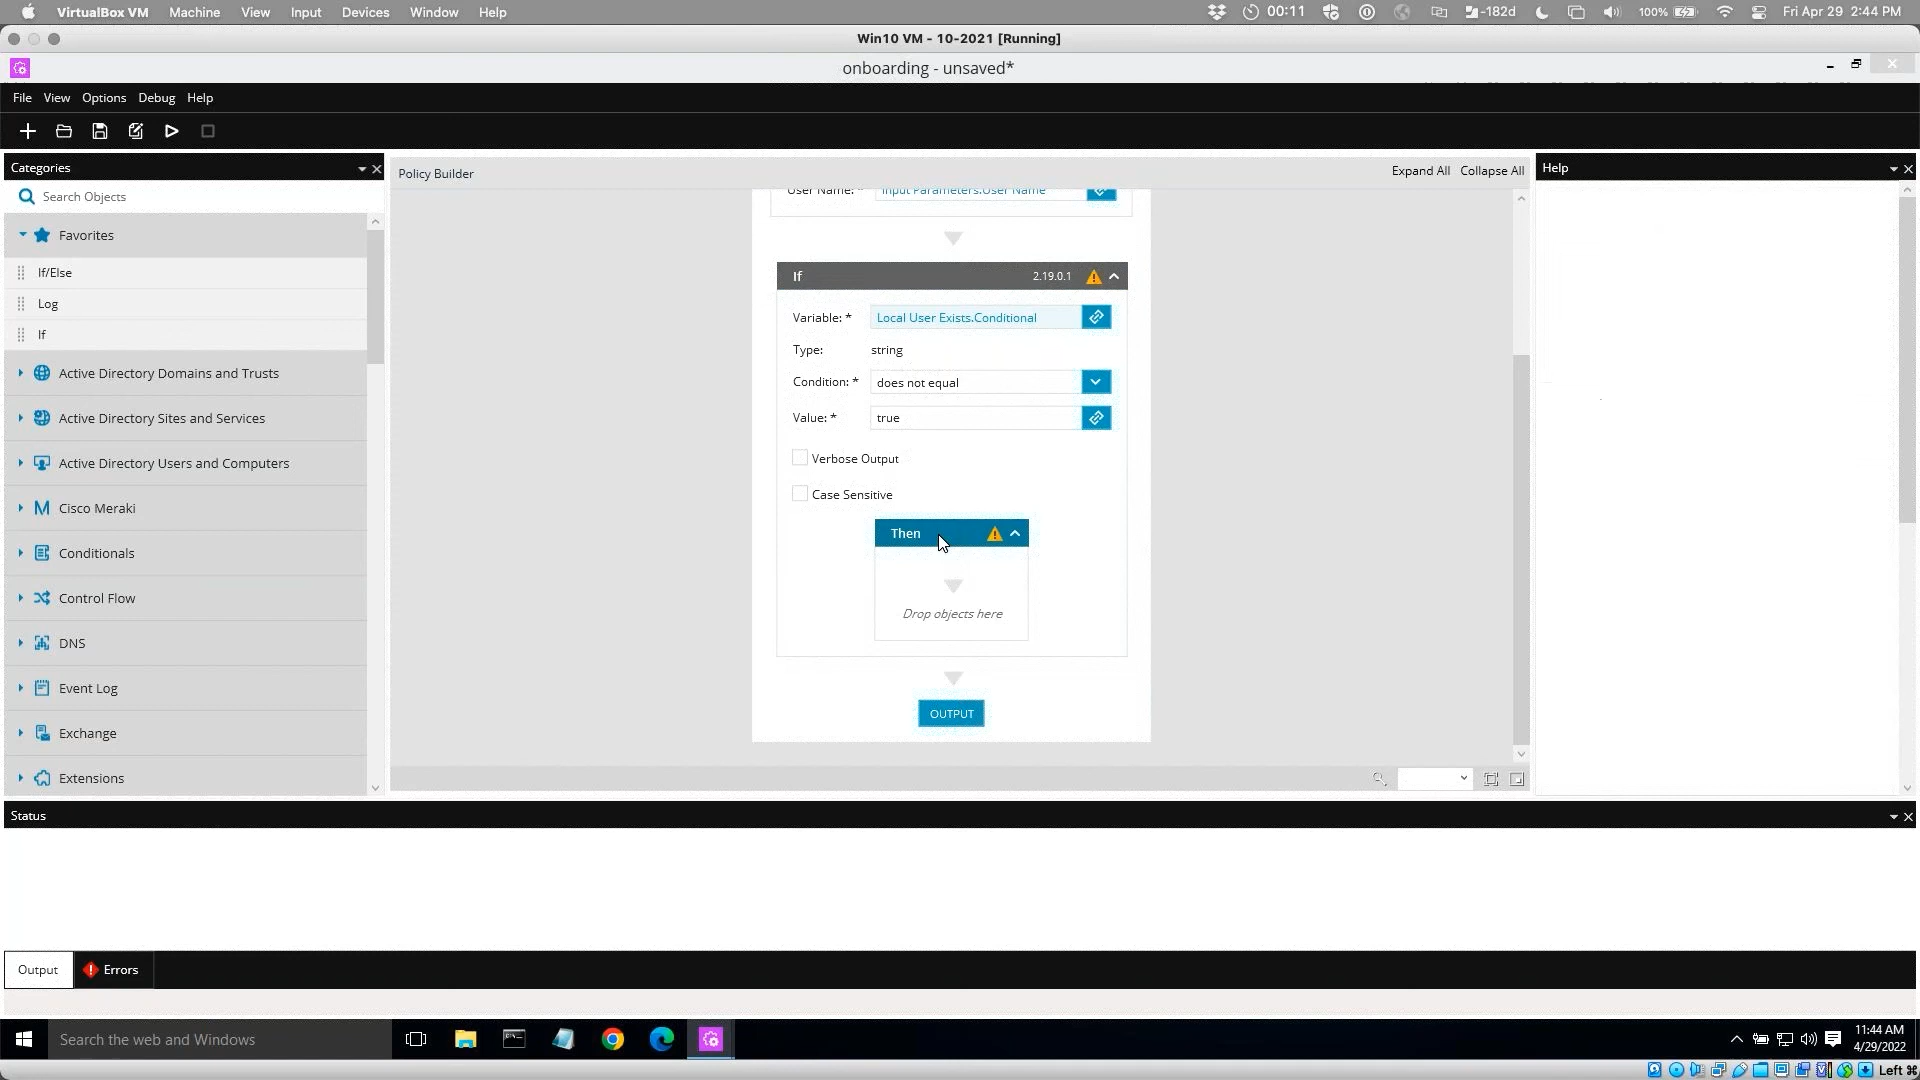 VirtualBox VM Machine View Input Devices Window Help 00:11 -182d 100% Fri Apr 29 2:44 PM
Win10 VM - 10-2021 [Running]
onboarding - unsaved*
File View Options Debug Help
Categories
Search Objects
Favorites
If/Else
Log
If
Active Directory Domains and Trusts
Active Directory Sites and Services
Active Directory Users and Computers
Cisco Meraki
Conditionals
Control Flow
DNS
Event Log
Exchange
Extensions
Policy Builder
Expand All Collapse All
User Name: * Input Parameters.User Name
If 2.19.0.1
Variable: * Local User Exists.Conditional
Type: string
Condition: * does not equal
Value: * true
Verbose Output
Case Sensitive
Then
Drop objects here
OUTPUT
Help
Status
Output Errors
Search the web and Windows
11:44 AM
4/29/2022
Left ⌘